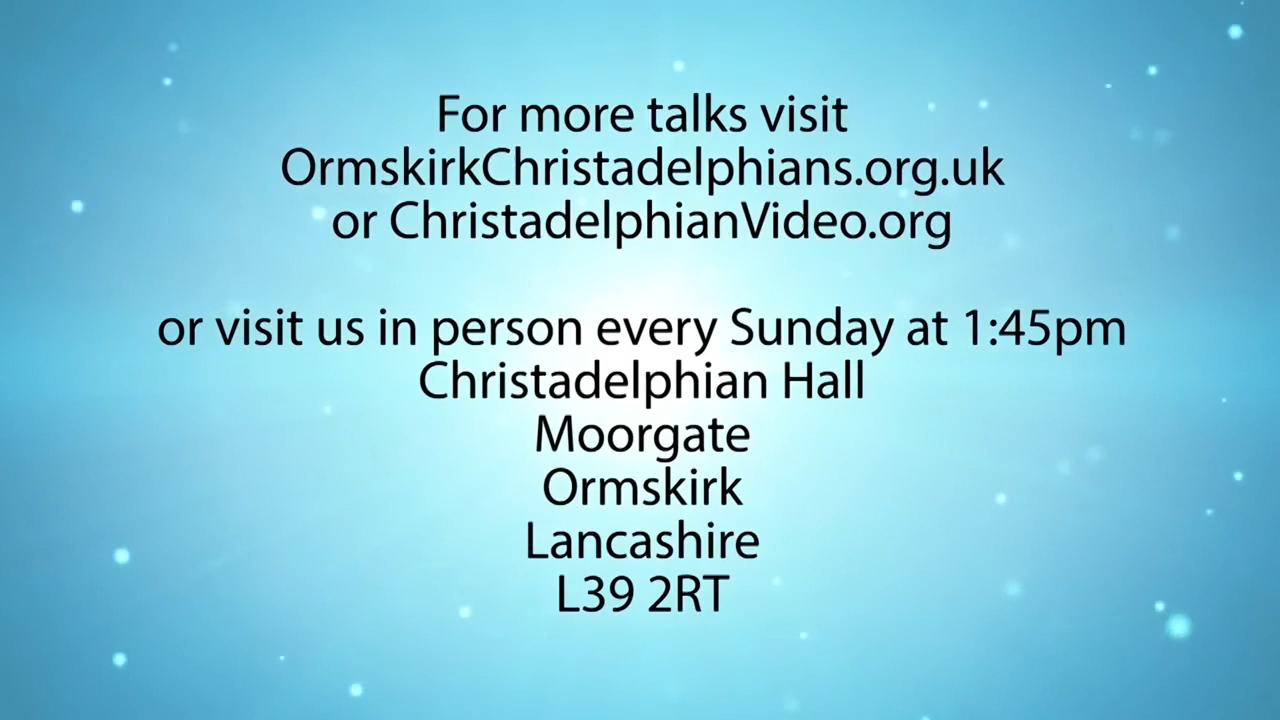 For more talks visit
OrmskirkChristadelphians.org.uk
or ChristadelphianVideo.org
or visit us in person every Sunday at 1:45pm
Christadelphian Hall
Moorgate
Ormskirk
Lancashire
L39 2RT